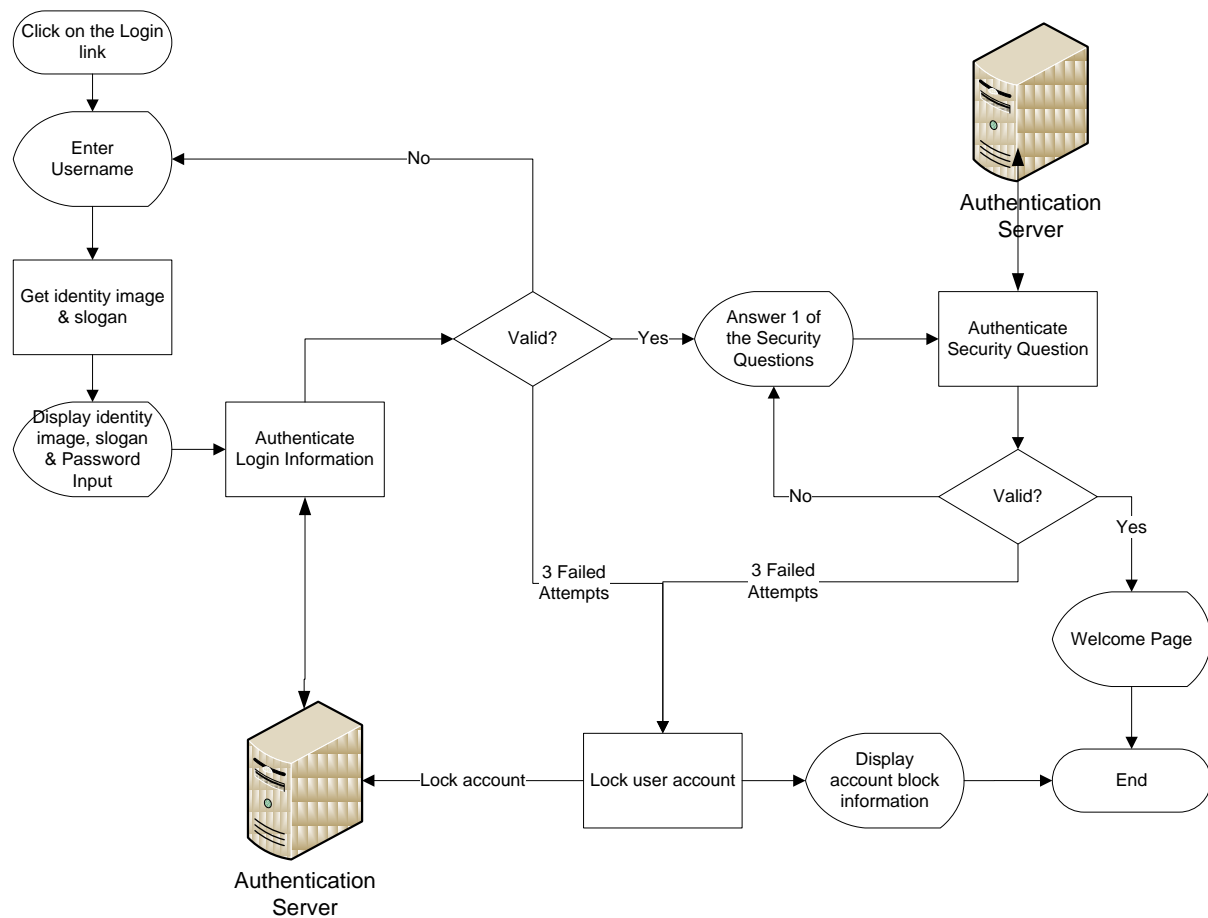 Click on the Login
link
Enter
Username
No
Authentication
Server
Get identity image
& slogan
Valid?
Yes
Answer 1 of
the Security
Questions
Authenticate
Security Question
Display identity
image, slogan
& Password
Input
Authenticate
Login Information
No
Valid?
Yes
3 Failed
Attempts
3 Failed
Attempts
Welcome Page
Lock account
Lock user account
Display
account block
information
End
Authentication
Server